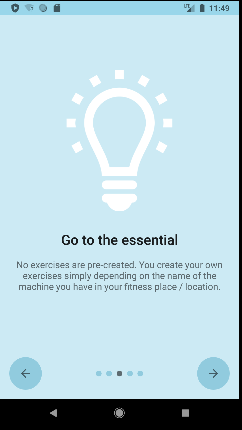 11:49
Go to the essential
No exercises are pre-created. You create your own
exercises simply depending on the name of the
machine you have in your fitness place / location.